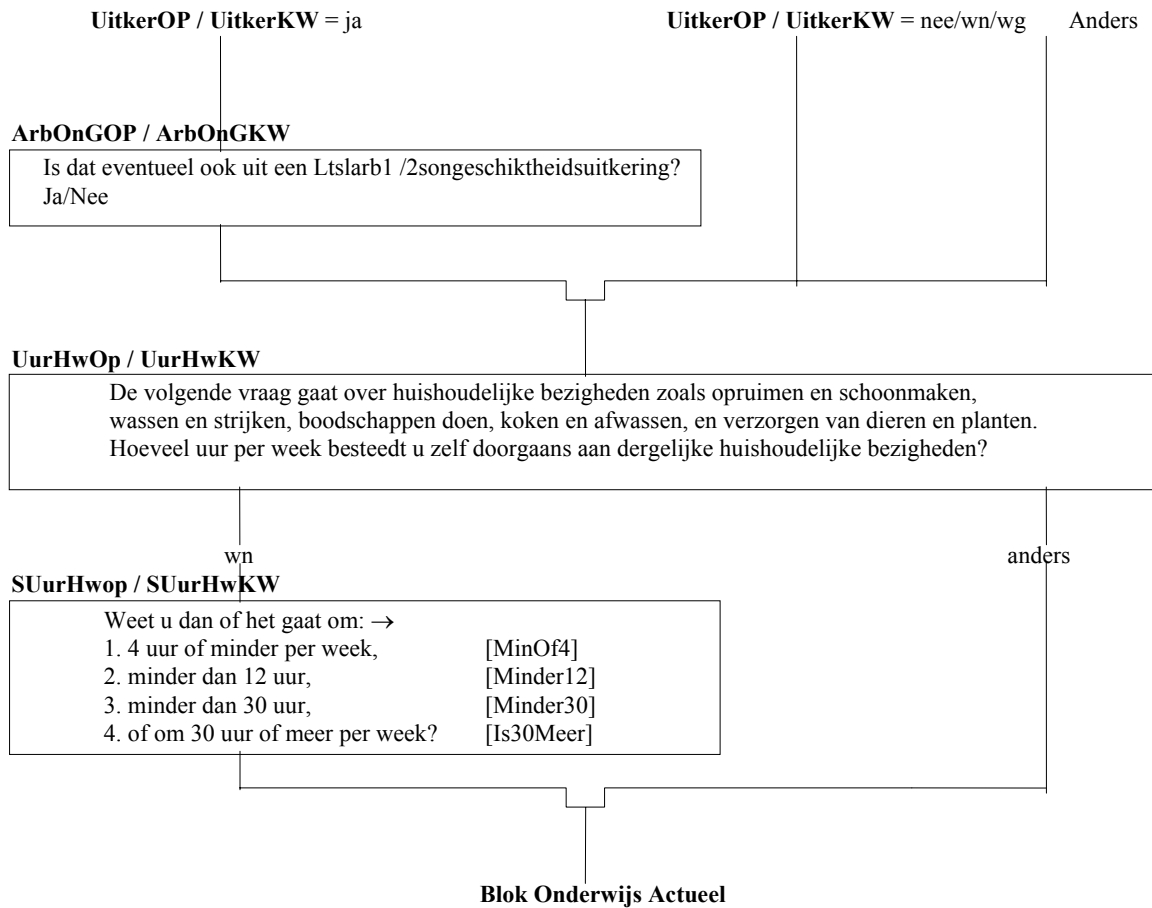 UitkerOP / UitkerKW = ja UitkerOP / UitkerKW = nee/wn/wg Anders
ArbOnGOP / ArbOnGKW
Is dat eventueel ook uit een Ltslarb1 /2songeschiktheidsuitkering?
Ja/Nee
UurHwOp / UurHwKW
De volgende vraag gaat over huishoudelijke bezigheden zoals opruimen en schoonmaken,
wassen en strijken, boodschappen doen, koken en afwassen, en verzorgen van dieren en planten.
Hoeveel uur per week besteedt u zelf doorgaans aan dergelijke huishoudelijke bezigheden?
wn anders
SUurHwop / SUurHwKW
Weet u dan of het gaat om: →
1. 4 uur of minder per week, [MinOf4]
2. minder dan 12 uur, [Minder12]
3. minder dan 30 uur, [Minder30]
4. of om 30 uur of meer per week? [Is30Meer]
Blok Onderwijs Actueel